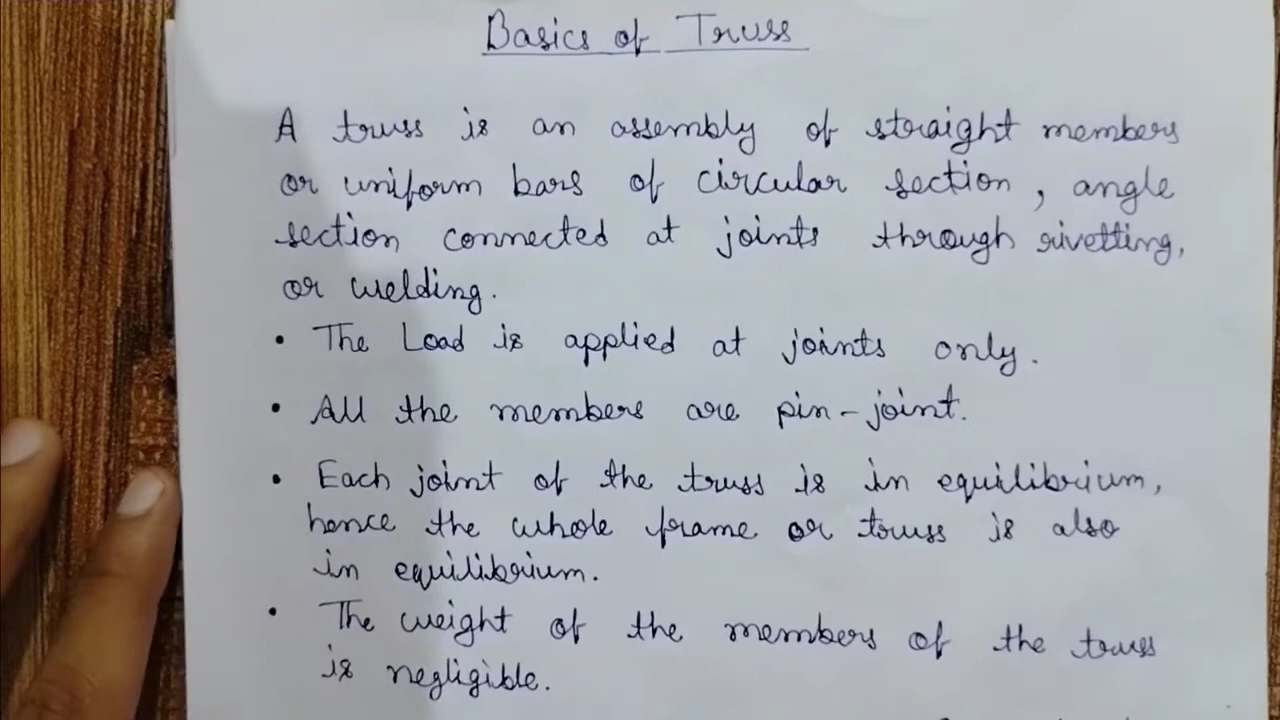 Basics of Truss
A truss is an assembly of straight members
or uniform bars of circular section, angle
section connected at joints through rivetting,
or welding.
• The Load is applied at joints only.
• All the members are pin-joint.
• Each joint of the truss is in equilibrium,
hence the whole frame or truss is also
in equilibrium.
• The weight of the members of the truss
is negligible.